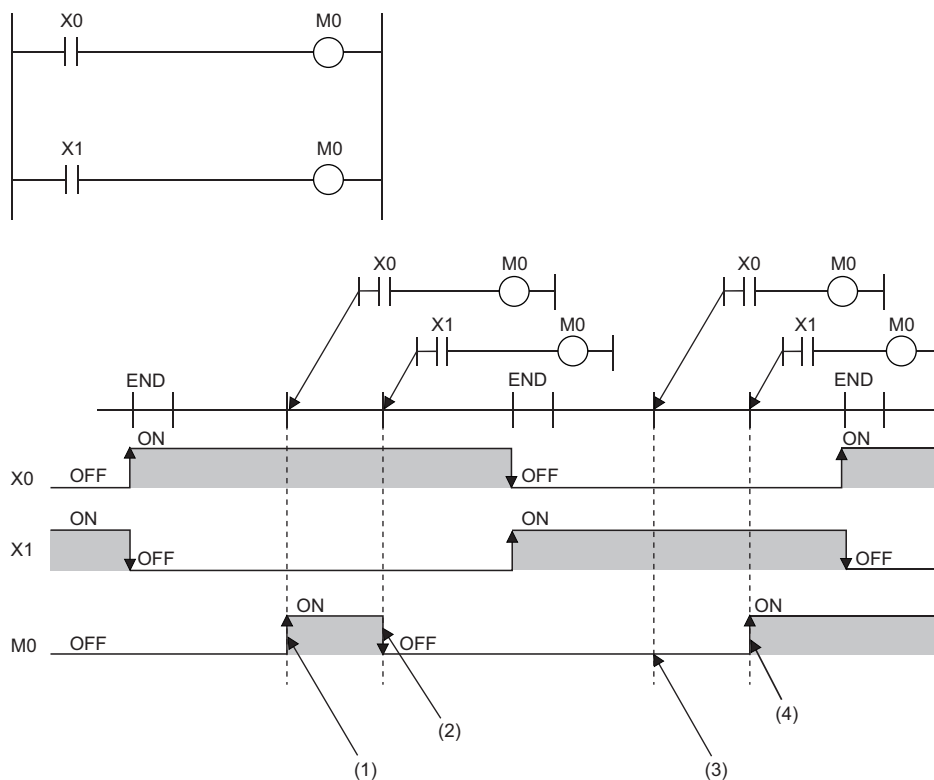 X0 M0
X1 M0
X0 M0 X0 M0
X1 M0 X1 M0
END END END
ON ON
X0 OFF OFF
ON ON
X1 OFF OFF
ON ON
M0 OFF OFF
(4)
(2)
(1) (3)